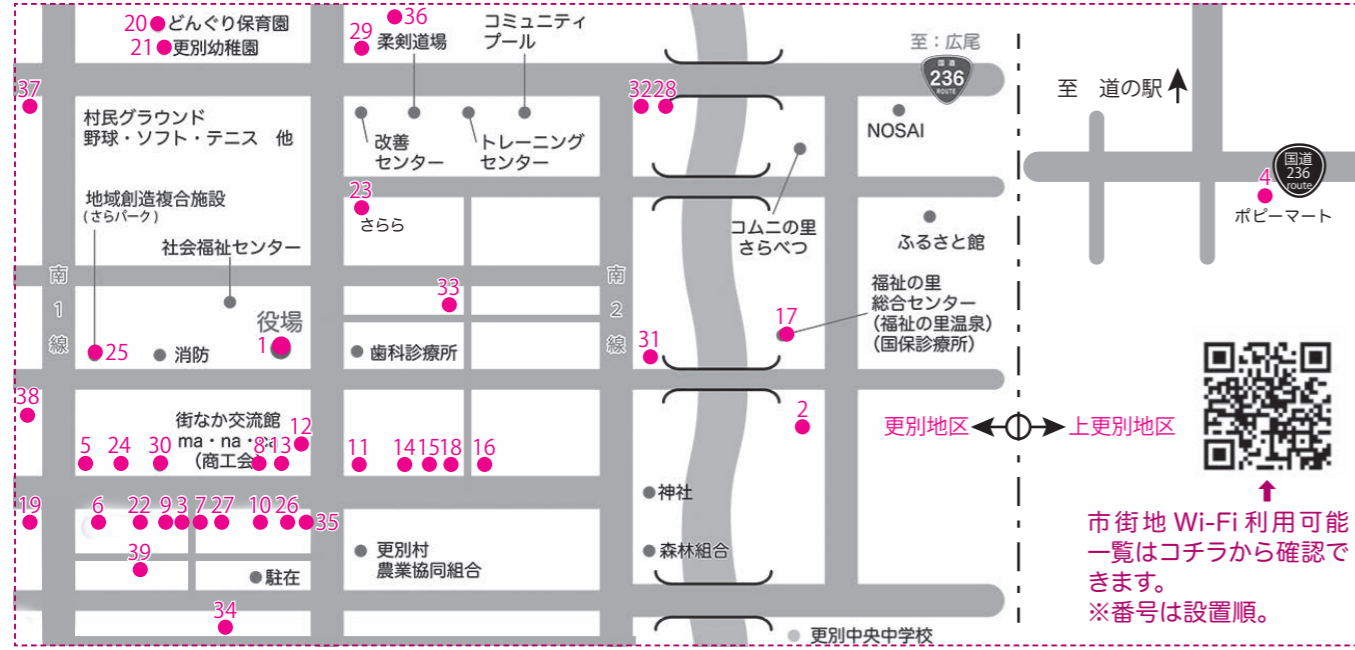 20 どんぐり保育園
21 更別幼稚園
36
29 柔剣道場
コミュニティ
プール
至：広尾
国道
236
ROUTE
至 道の駅
37
村民グラウンド
野球・ソフト・テニス 他
改善
センター
トレーニング
センター
32 28
NOSAI
国道
236
route
4
ポピーマート
地域創造複合施設
(さらパーク)
社会福祉センター
23
さらら
コムニの里
さらべつ
ふるさと館
南1線
南2線
33
役場
1
25
消防
歯科診療所
31
17
福祉の里
総合センター
(福祉の里温泉)
(国保診療所)
38
街なか交流館
ma・na・ca
(商工会)
5
24
30
8
13
12
11
14
15
18
16
2
更別地区
上更別地区
19
6
22
9
3
7
27
10
26
35
39
駐在
34
更別村
農業協同組合
神社
森林組合
更別中央中学校
市街地 Wi-Fi 利用可能
一覧はコチラから確認で
きます。
※番号は設置順。